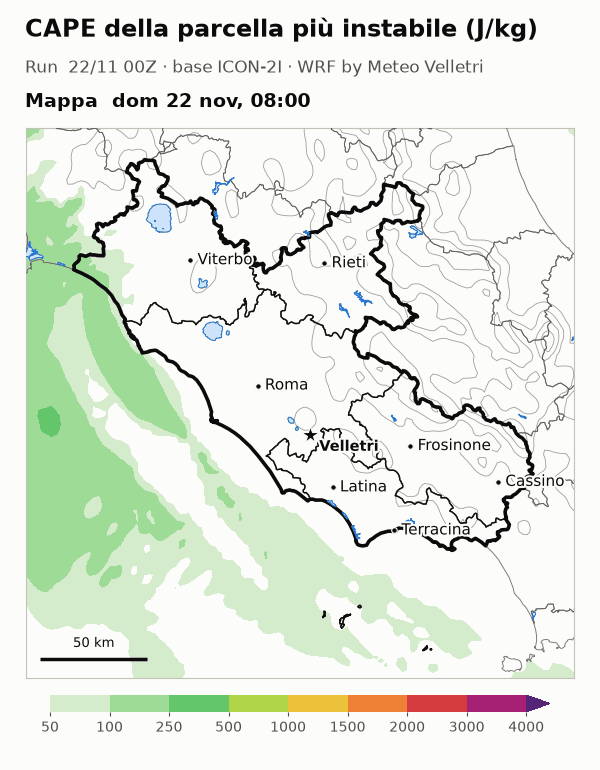 CAPE della parcella più instabile (J/kg)
Run  22/11 00Z · base ICON-2I · WRF by Meteo Velletri
Mappa  dom 22 nov, 08:00
Viterbo
Rieti
Roma
Velletri
Frosinone
Cassino
Latina
Terracina
50 km
50 100 250 500 1000 1500 2000 3000 4000